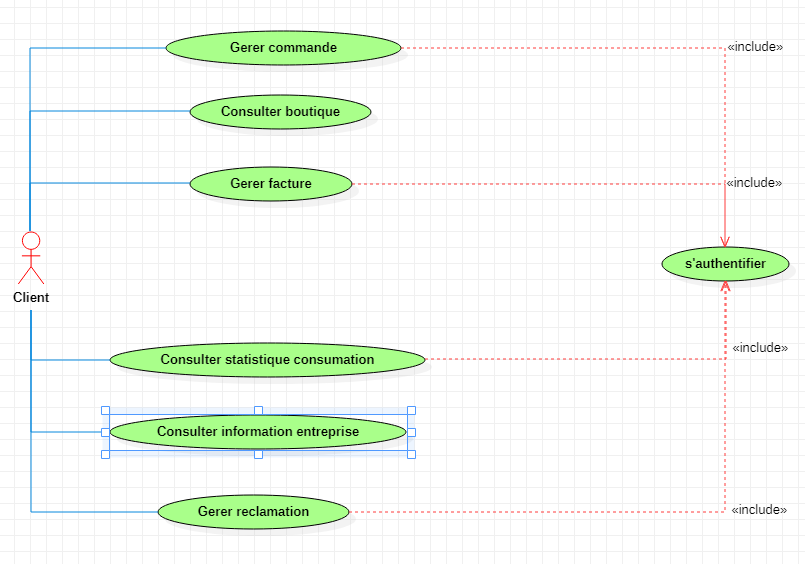 Gerer commande
«include»
Consulter boutique
Gerer facture
«include»
s'authentifier
Client
Consulter statistique consumation
«include»
Consulter information entreprise
Gerer reclamation
«include»